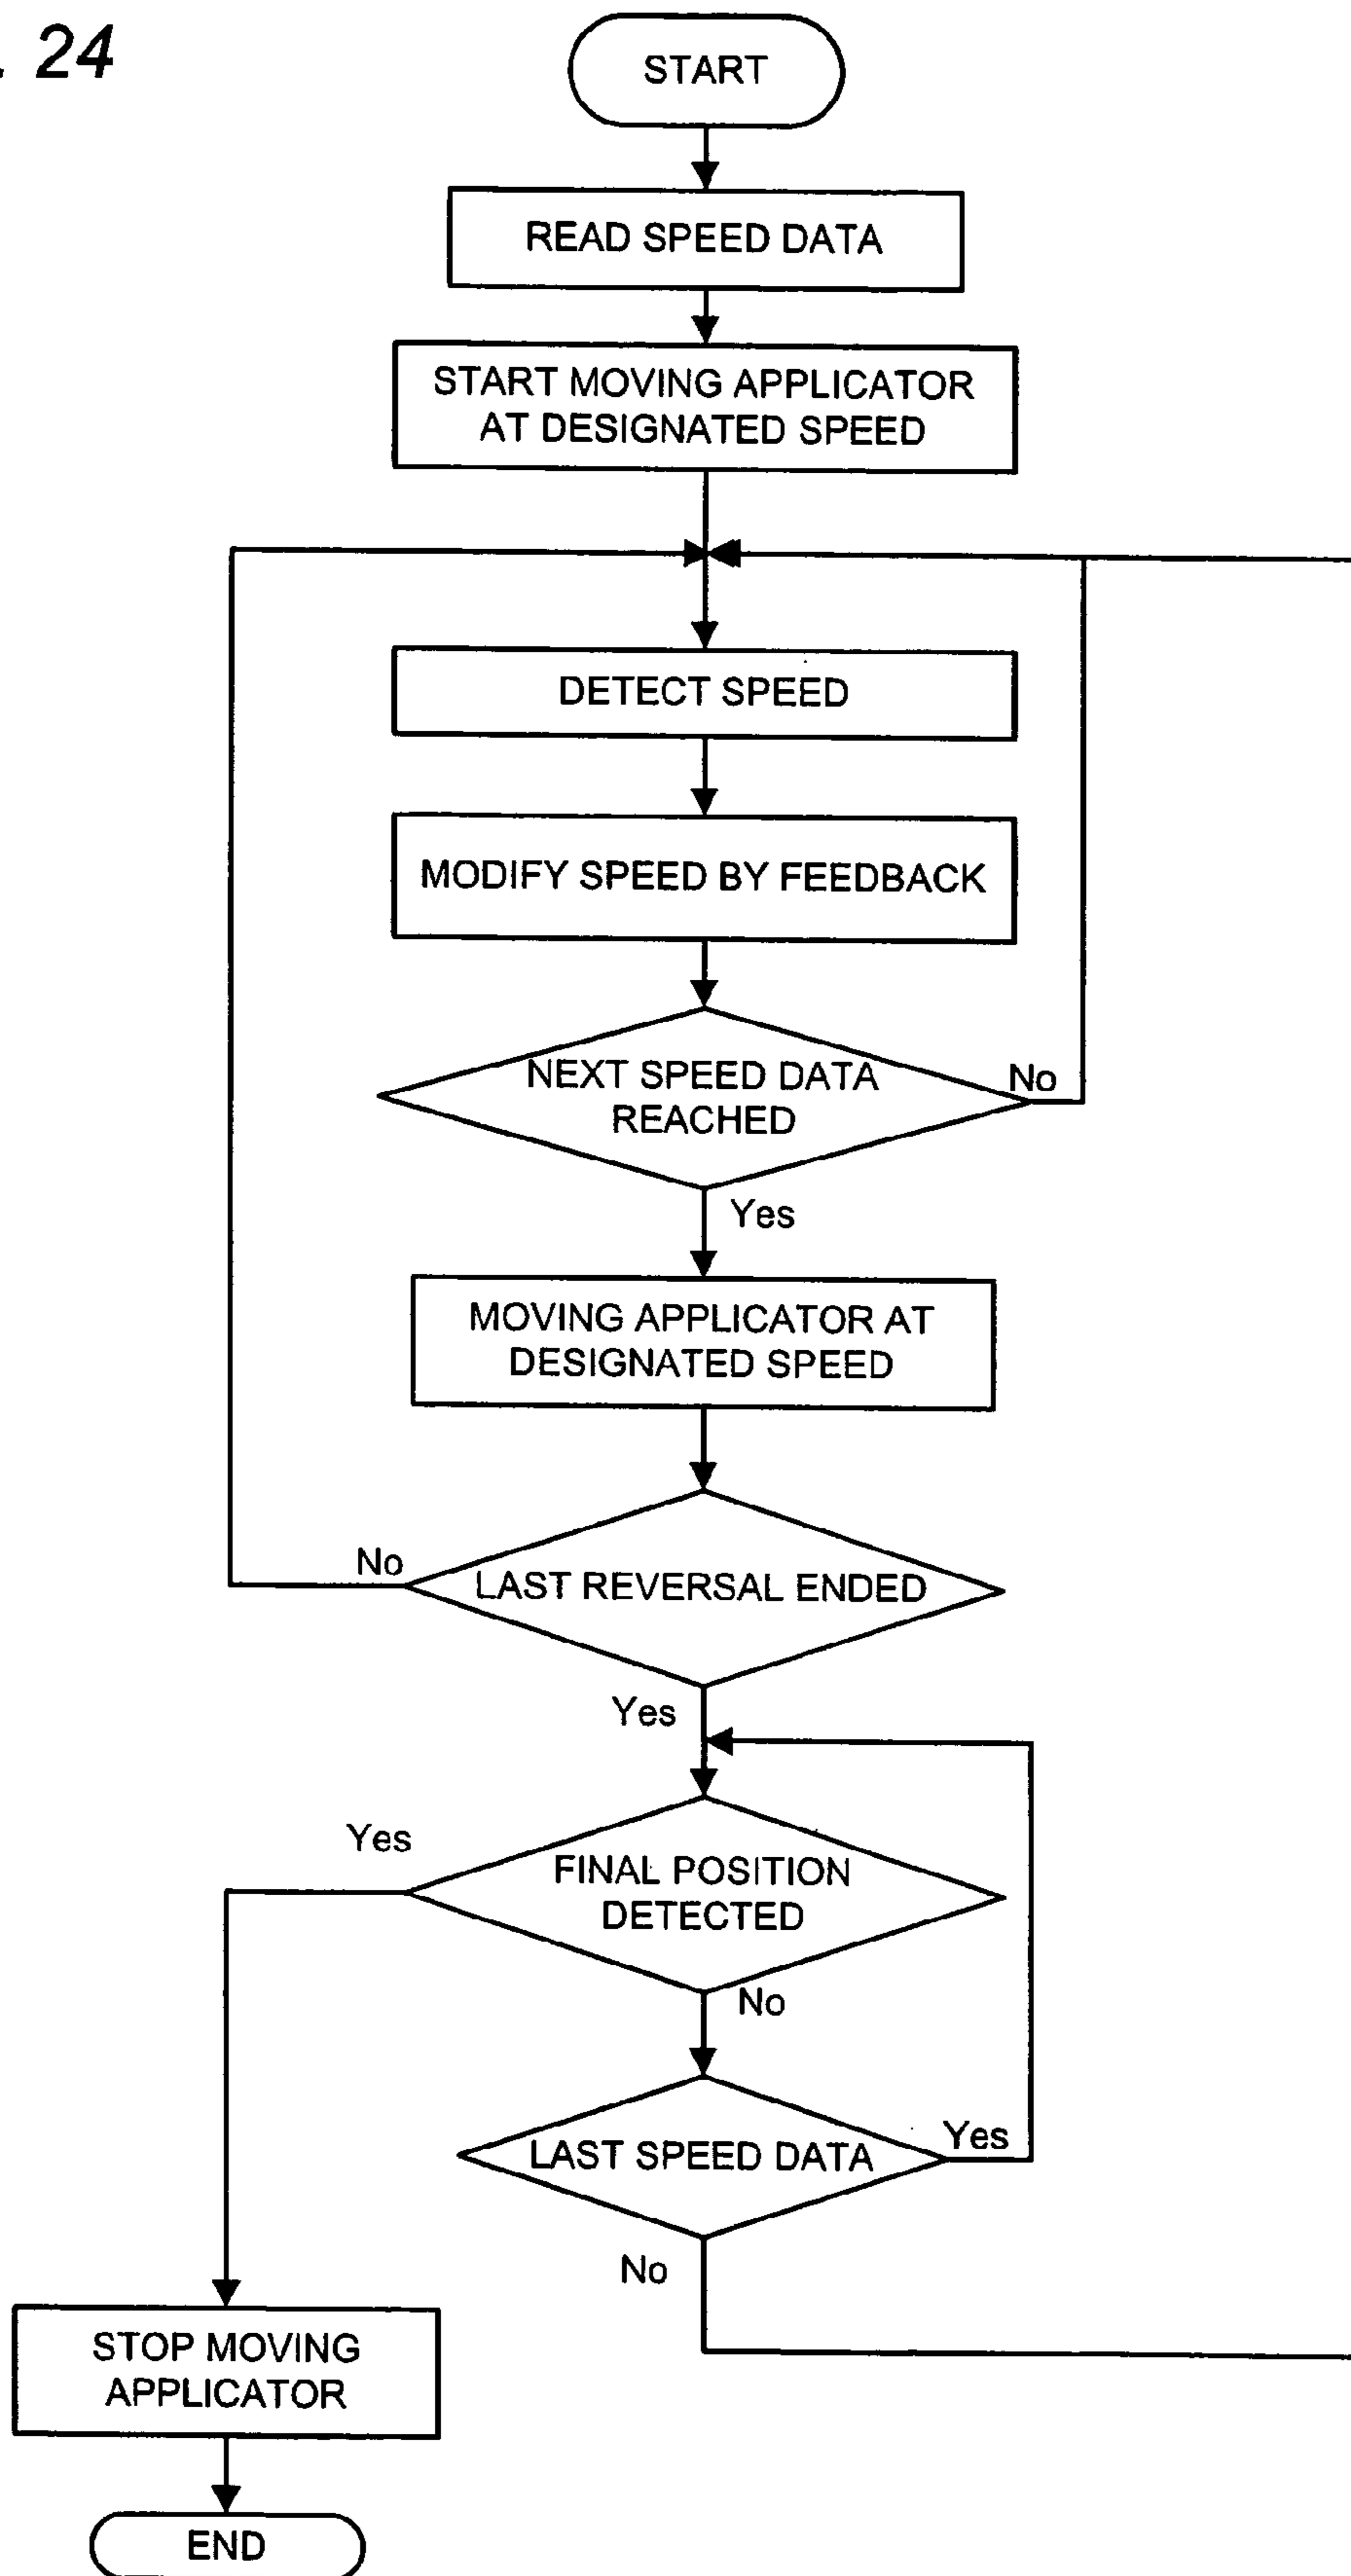 . 24
START
READ SPEED DATA
START MOVING APPLICATOR
AT DESIGNATED SPEED
DETECT SPEED
MODIFY SPEED BY FEEDBACK
NEXT SPEED DATA
REACHED
No
Yes
MOVING APPLICATOR AT
DESIGNATED SPEED
LAST REVERSAL ENDED
No
Yes
FINAL POSITION
DETECTED
Yes
No
LAST SPEED DATA
Yes
No
STOP MOVING
APPLICATOR
END